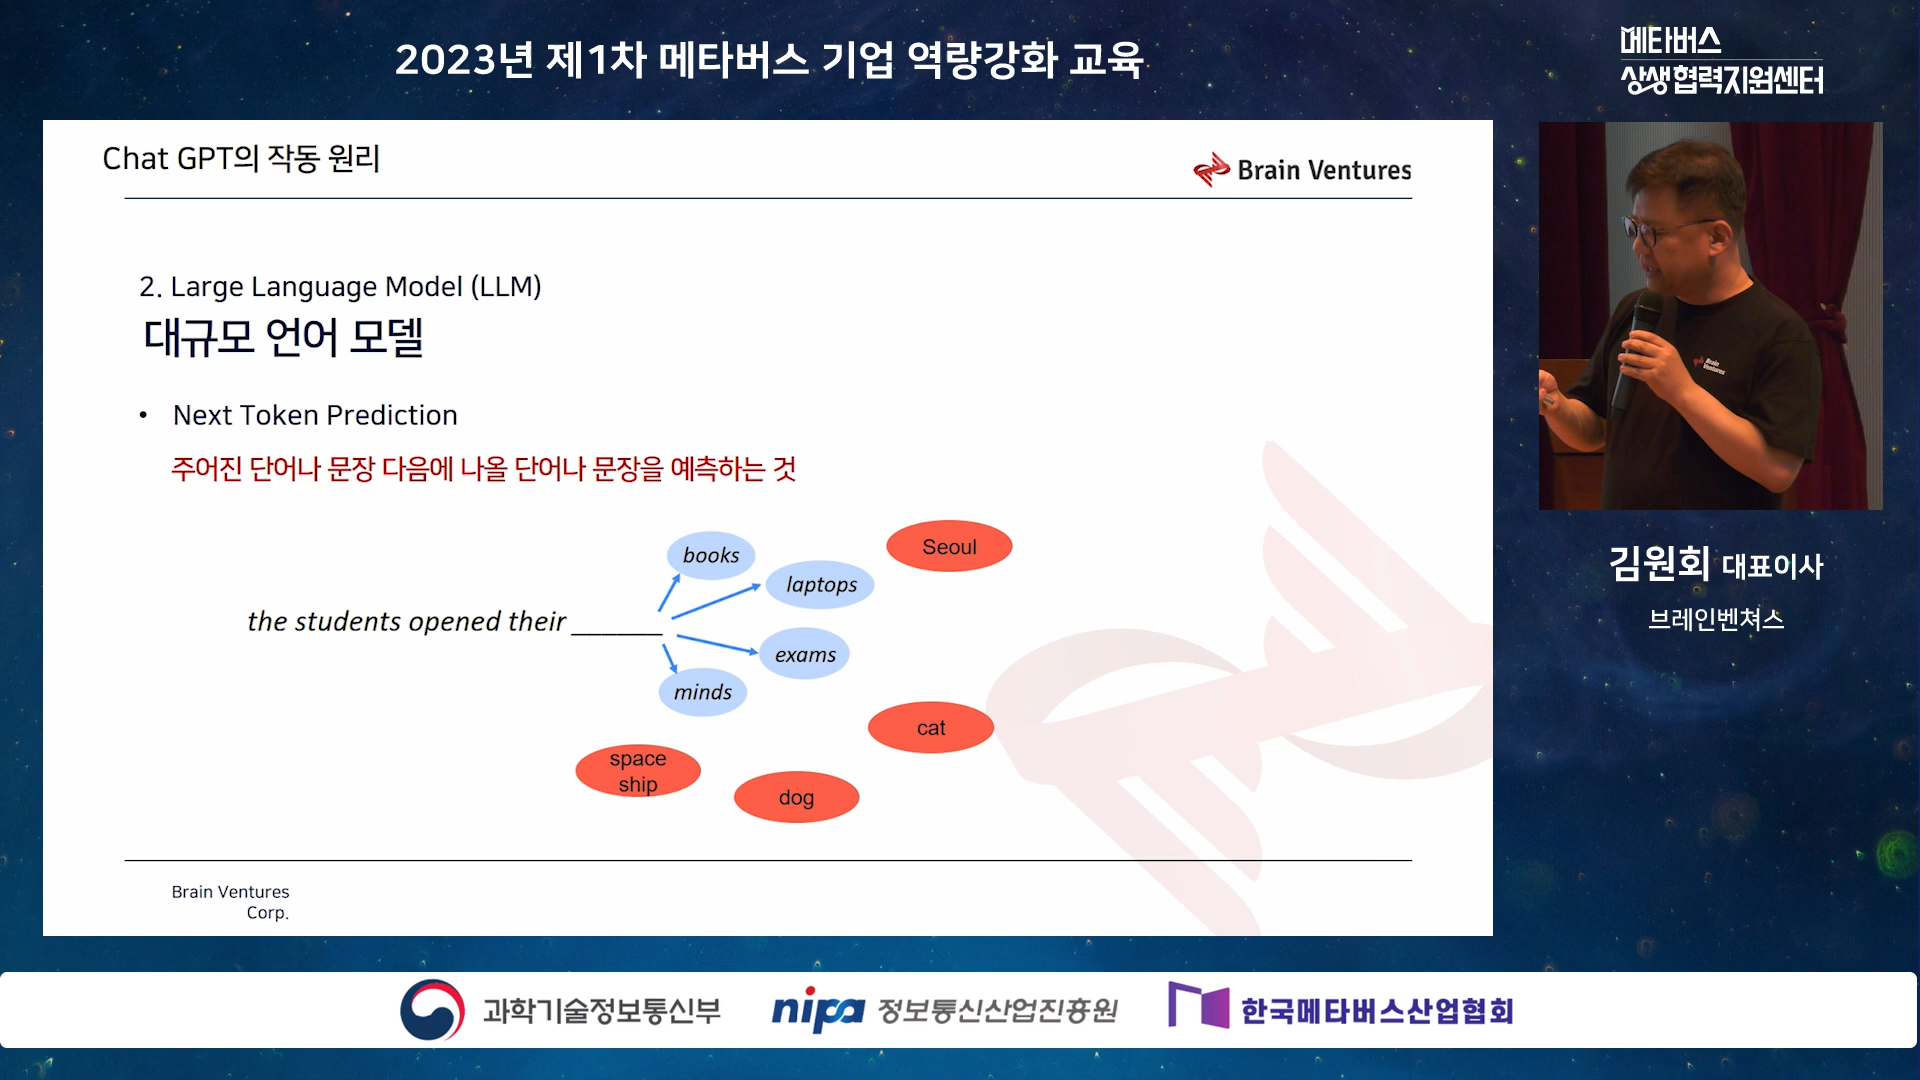 2023년 제1차 메타버스 기업 역량강화 교육
메타버스
상생협력지원센터
Chat GPT의 작동 원리
Brain Ventures
2. Large Language Model (LLM)
대규모 언어 모델
• Next Token Prediction
주어진 단어나 문장 다음에 나올 단어나 문장을 예측하는 것
the students opened their ______
books
laptops
exams
minds
Seoul
cat
space
ship
dog
Brain Ventures
Corp.
Brain
Ventures
김원회 대표이사
브레인벤쳐스
과학기술정보통신부
nipa 정보통신산업진흥원
한국메타버스산업협회